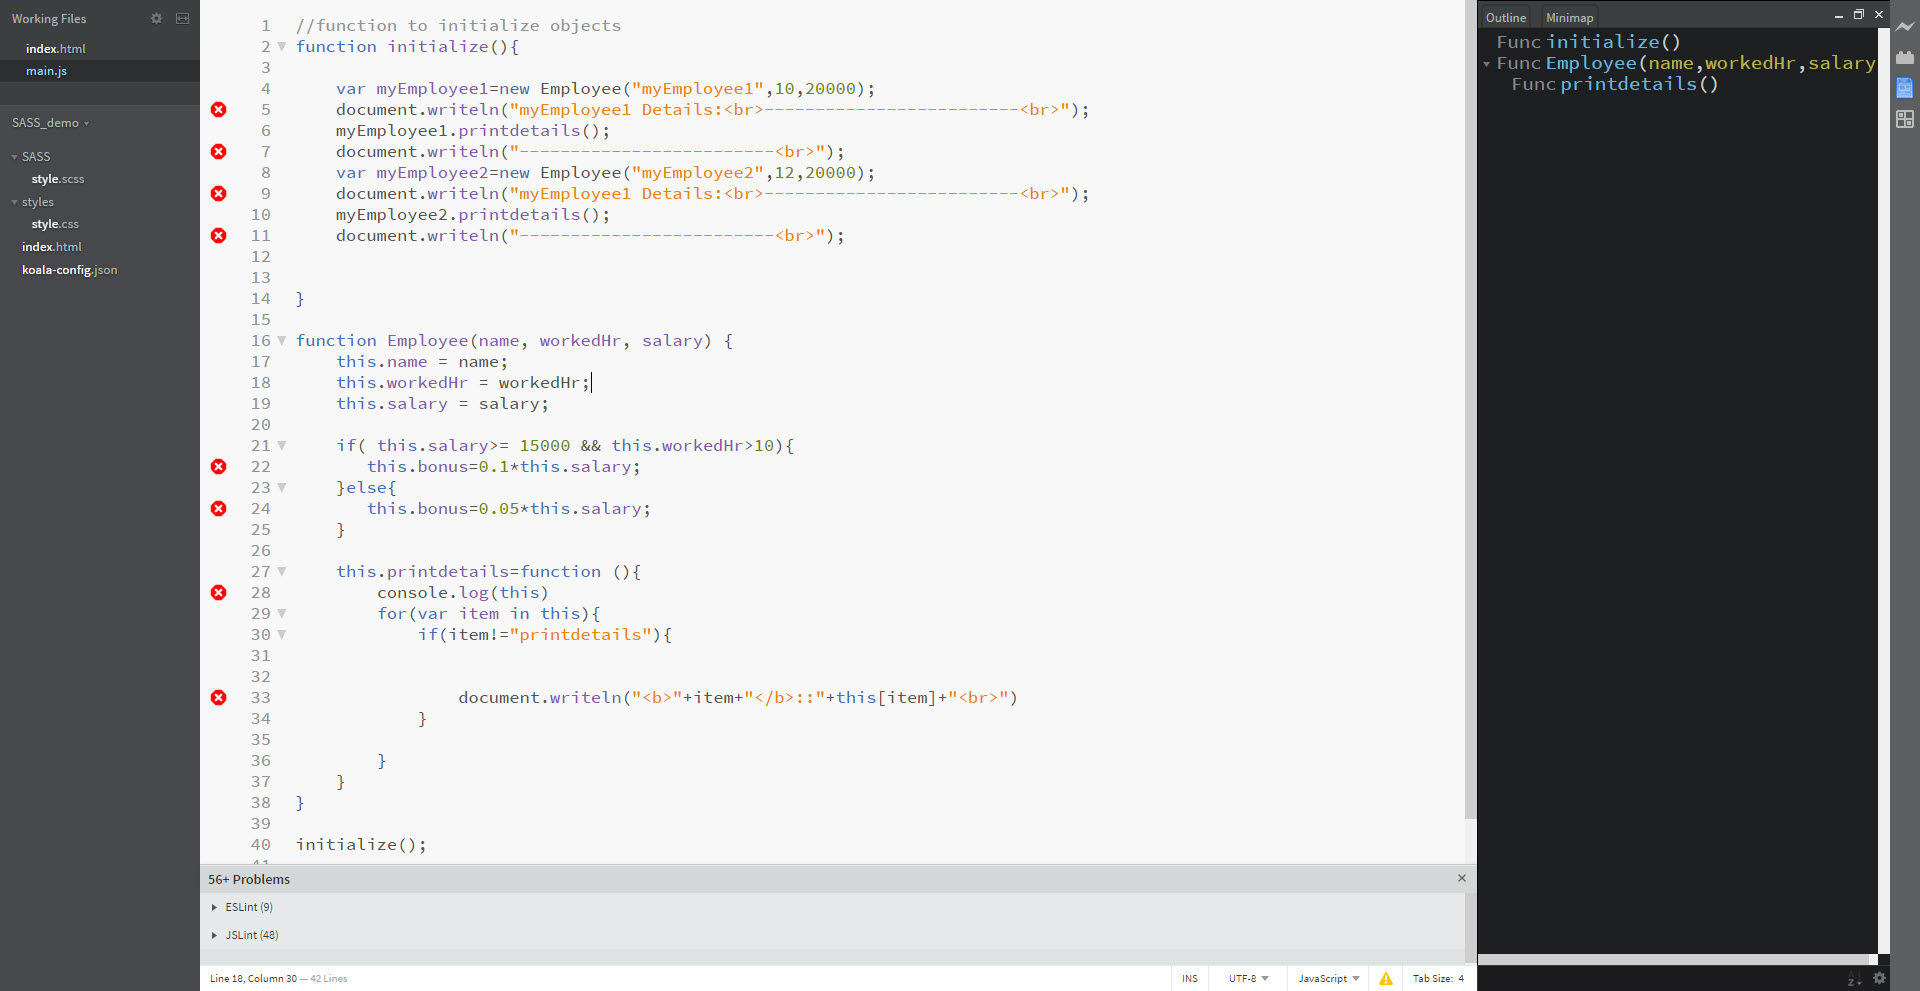 Working Files
index.html
main.js
SASS_demo
SASS
style.scss
styles
style.css
index.html
koala-config.json
1 //function to initialize objects
2 function initialize(){
3
4     var myEmployee1=new Employee("myEmployee1",10,20000);
5     document.writeln("myEmployee1 Details:<br>-------------------------<br>");
6     myEmployee1.printdetails();
7     document.writeln("-------------------------<br>");
8     var myEmployee2=new Employee("myEmployee2",12,20000);
9     document.writeln("myEmployee1 Details:<br>-------------------------<br>");
10     myEmployee2.printdetails();
11     document.writeln("-------------------------<br>");
12
13
14 }
15
16 function Employee(name, workedHr, salary) {
17     this.name = name;
18     this.workedHr = workedHr;
19     this.salary = salary;
20
21     if( this.salary>= 15000 && this.workedHr>10){
22        this.bonus=0.1*this.salary;
23     }else{
24        this.bonus=0.05*this.salary;
25     }
26
27     this.printdetails=function (){
28         console.log(this)
29         for(var item in this){
30             if(item!="printdetails"){
31
32
33                 document.writeln("<b>"+item+"</b>::"+this[item]+"<br>")
34             }
35
36         }
37     }
38 }
39
40 initialize();
41
56+ Problems
ESLint (9)
JSLint (48)
Line 18, Column 30 — 42 Lines
INS UTF-8 JavaScript Tab Size: 4
Outline Minimap
Func initialize()
Func Employee(name,workedHr,salary
Func printdetails()